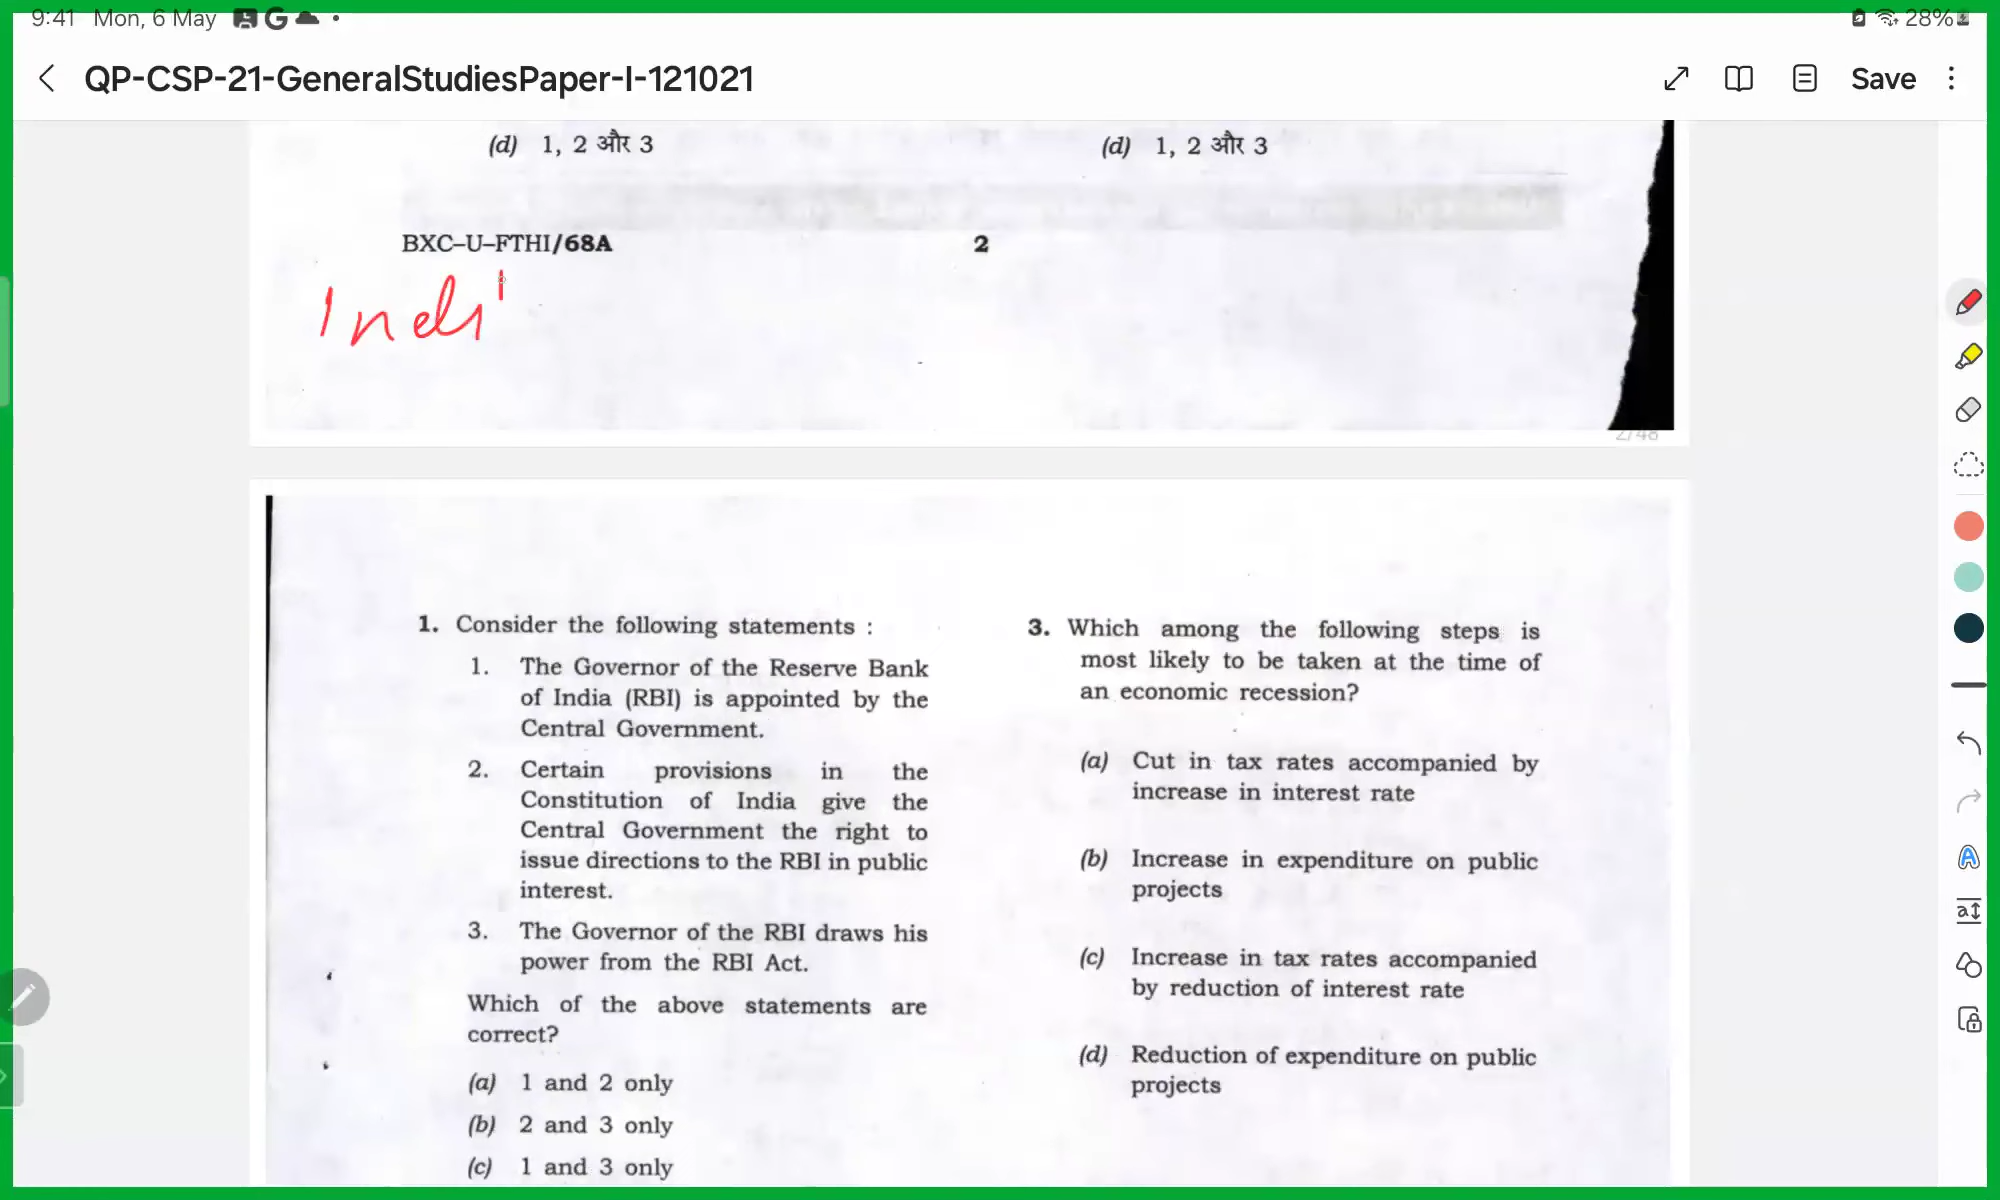 9:41 Mon, 6 May
28%
QP-CSP-21-GeneralStudiesPaper-I-121021
Save
(d) 1, 2 और 3
(d) 1, 2 और 3
BXC–U–FTHI/68A
2
Indi
2/48
1. Consider the following statements :
1. The Governor of the Reserve Bank
of India (RBI) is appointed by the
Central Government.
2. Certain provisions in the
Constitution of India give the
Central Government the right to
issue directions to the RBI in public
interest.
3. The Governor of the RBI draws his
power from the RBI Act.
Which of the above statements are
correct?
(a) 1 and 2 only
(b) 2 and 3 only
(c) 1 and 3 only
3. Which among the following steps is
most likely to be taken at the time of
an economic recession?
(a) Cut in tax rates accompanied by
increase in interest rate
(b) Increase in expenditure on public
projects
(c) Increase in tax rates accompanied
by reduction of interest rate
(d) Reduction of expenditure on public
projects